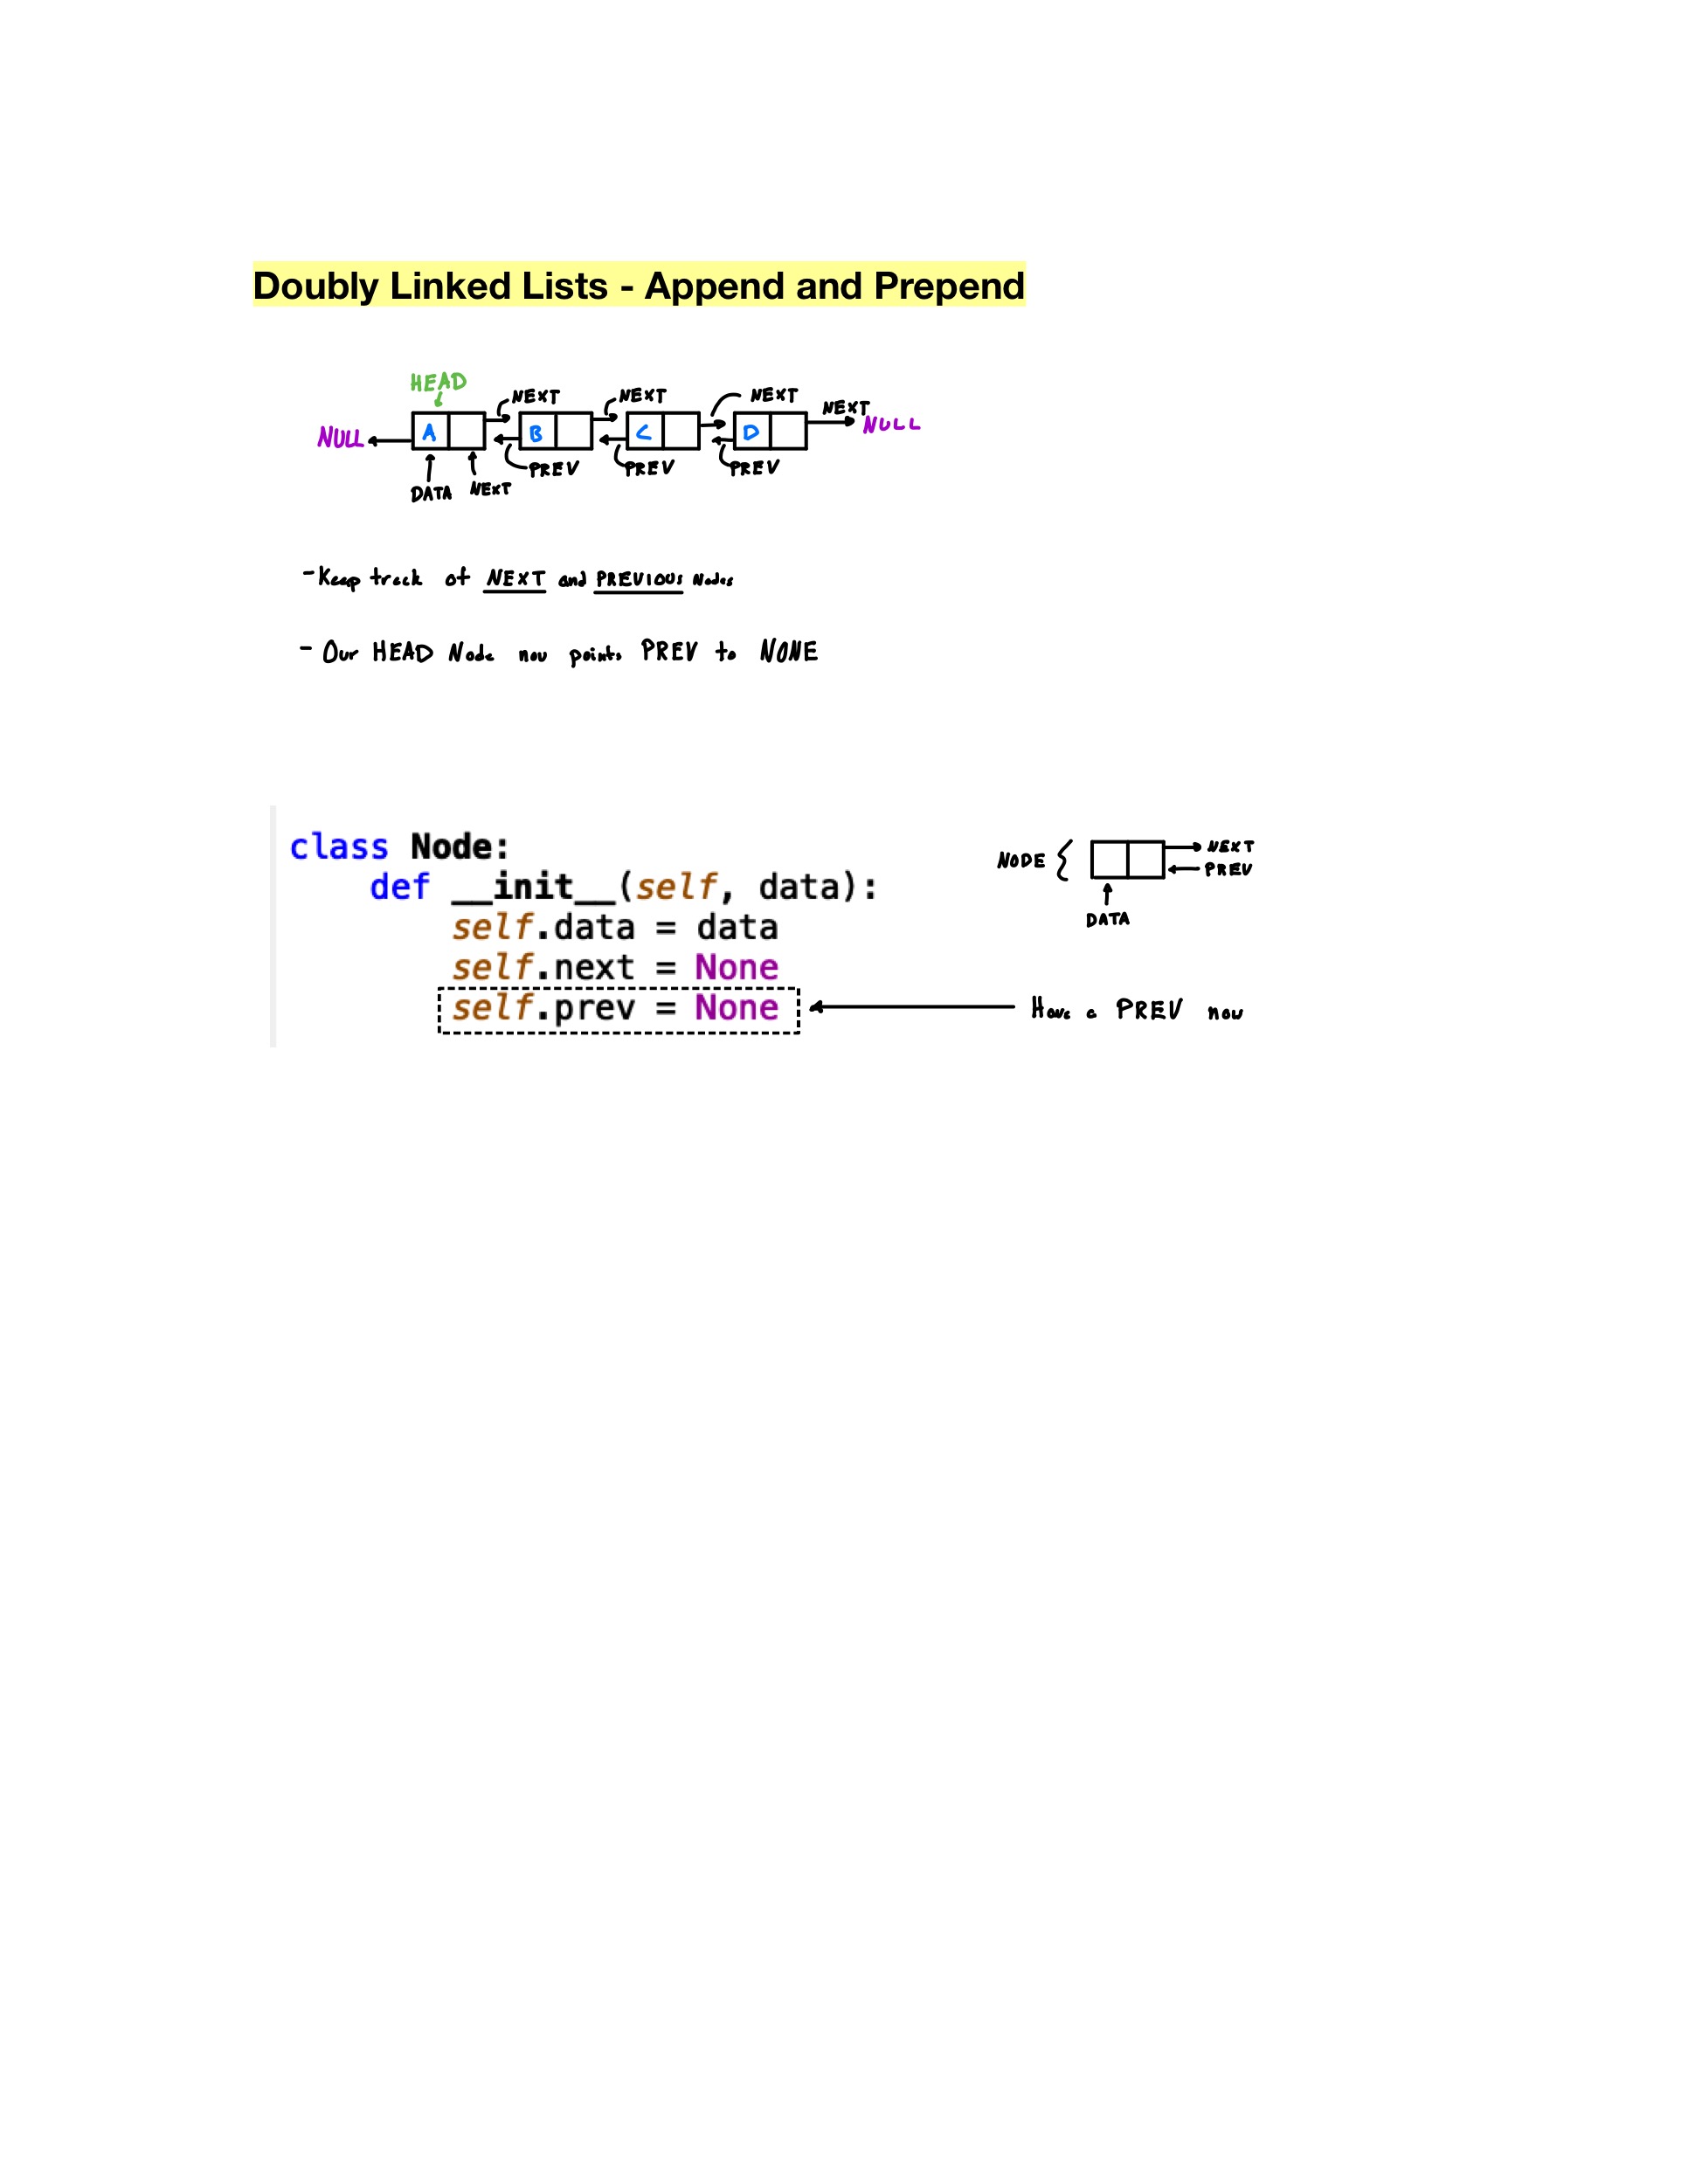 Doubly Linked Lists - Append and Prepend
HEAD
NEXT NEXT NEXT NEXT
NULL A B C D NULL
PREV PREV PREV
DATA NEXT
- Keep track of NEXT and PREVIOUS Nodes
- Our HEAD Node now points PREV to NONE
class Node:
def __init__(self, data):
self.data = data
self.next = None
self.prev = None
NODE { NEXT
PREV
DATA
Have a PREV now